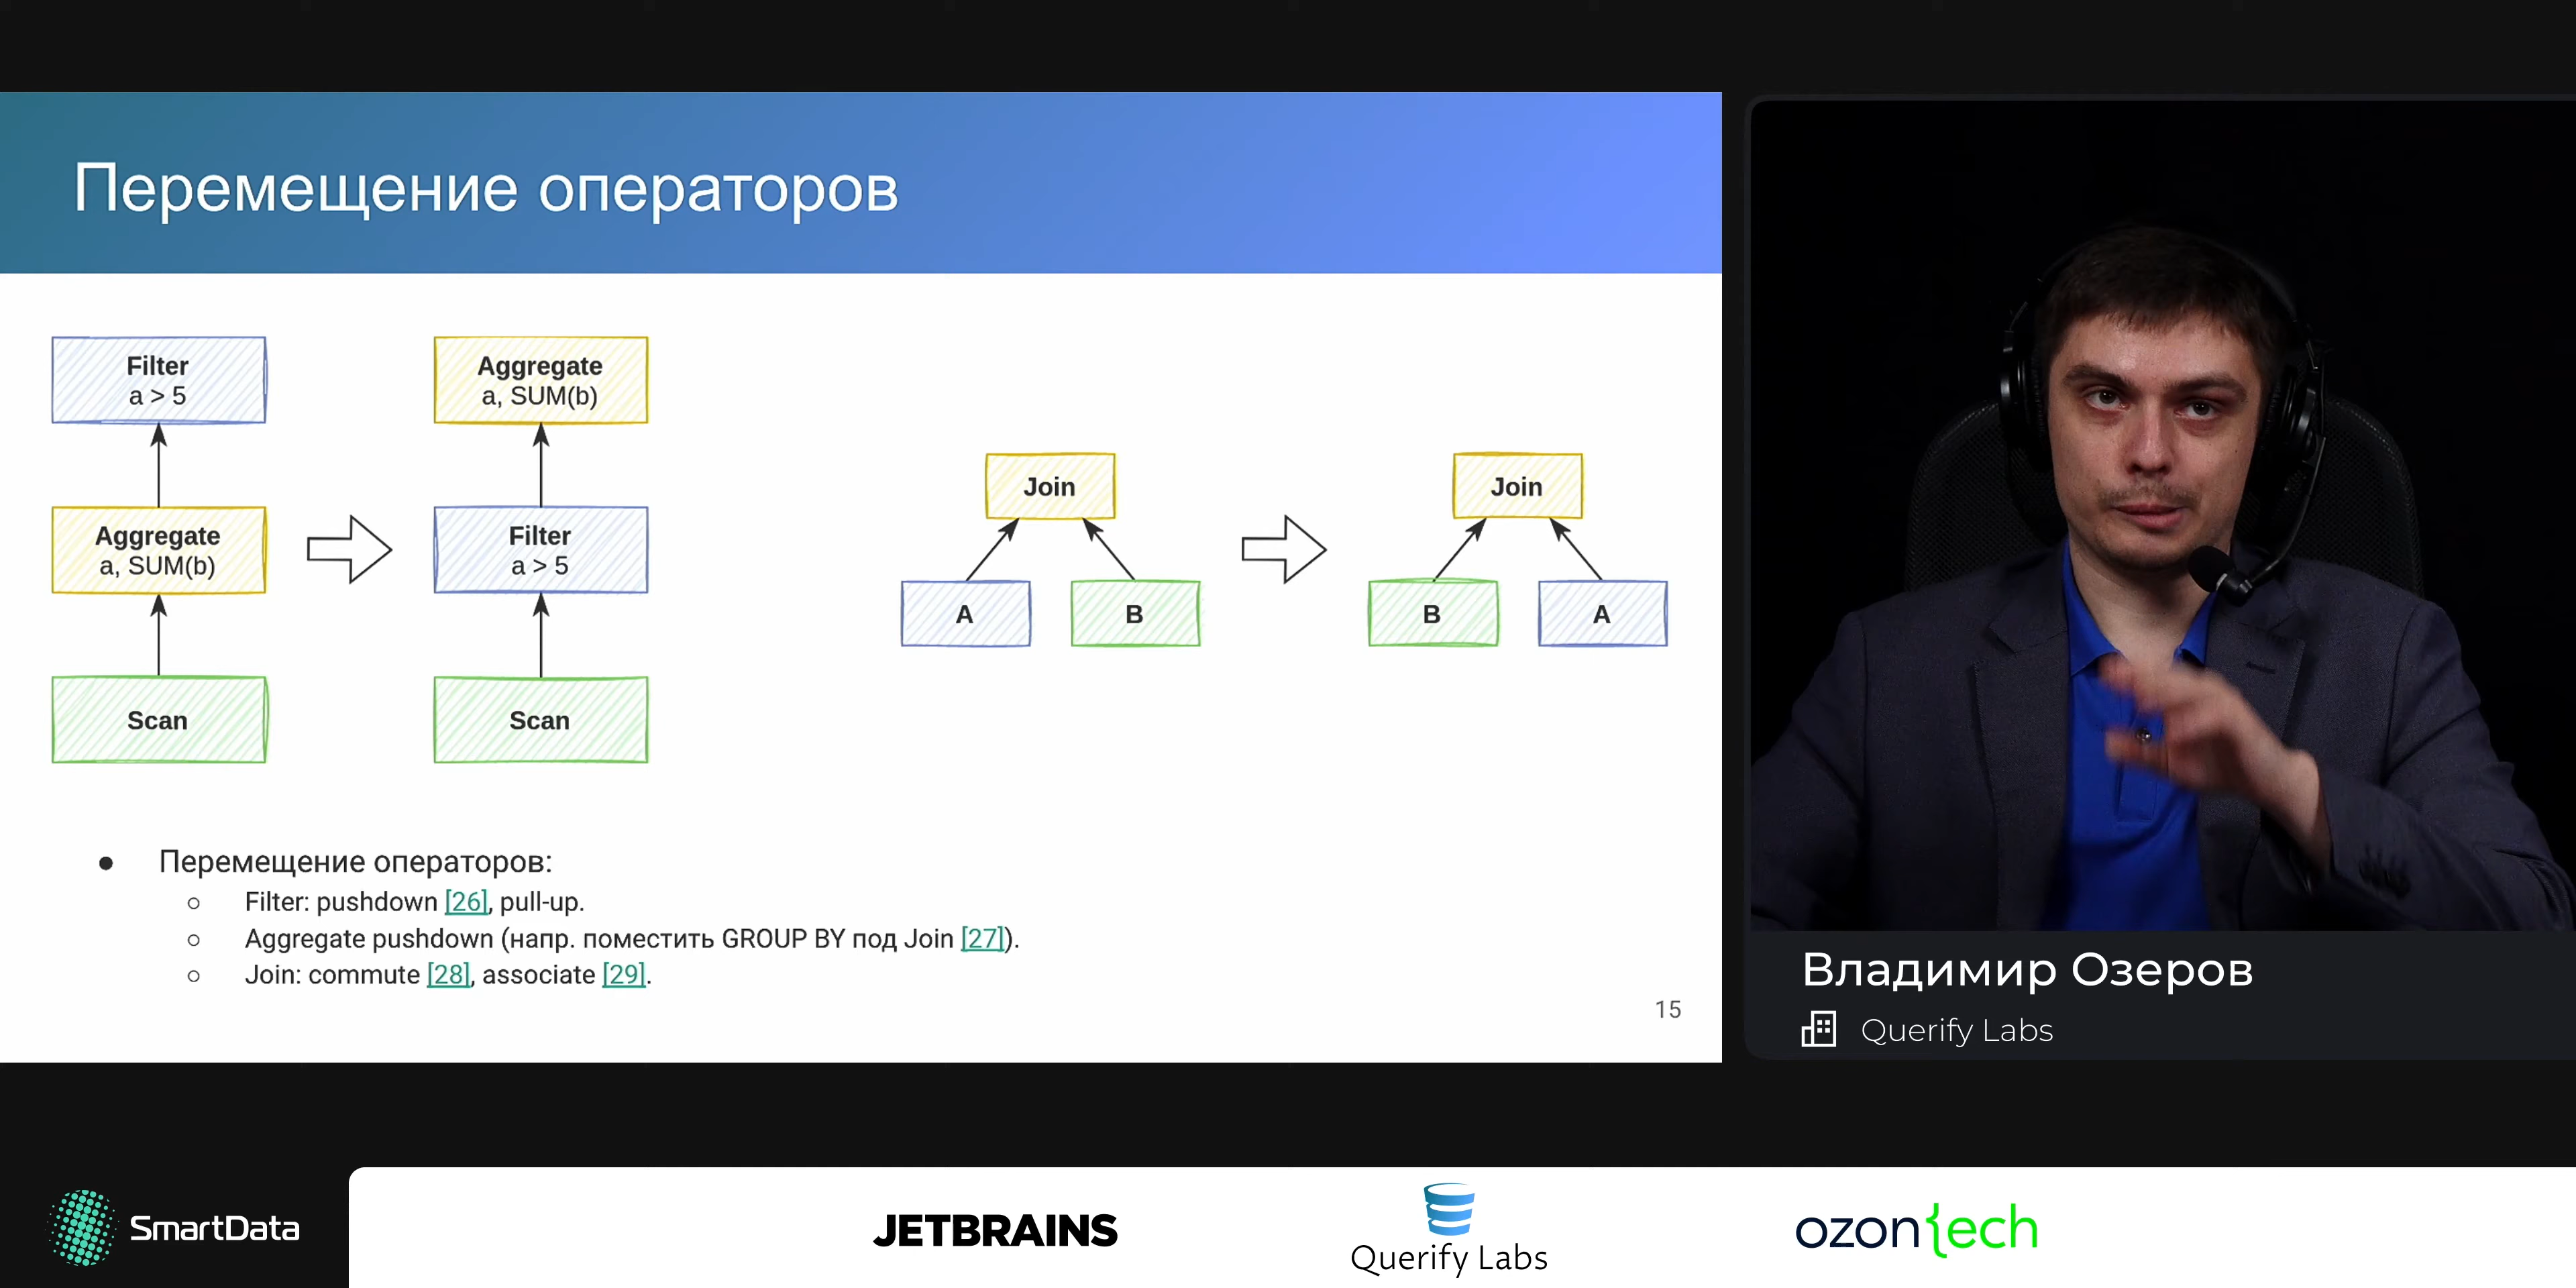 Перемещение операторов
Filter
a > 5
Aggregate
a, SUM(b)
Scan
Aggregate
a, SUM(b)
Filter
a > 5
Scan
Join
A
B
Join
B
A
● Перемещение операторов:
○ Filter: pushdown [26], pull-up.
○ Aggregate pushdown (напр. поместить GROUP BY под Join [27]).
○ Join: commute [28], associate [29].
15
Владимир Озеров
Querify Labs
SmartData
JETBRAINS
Querify Labs
ozon{ech